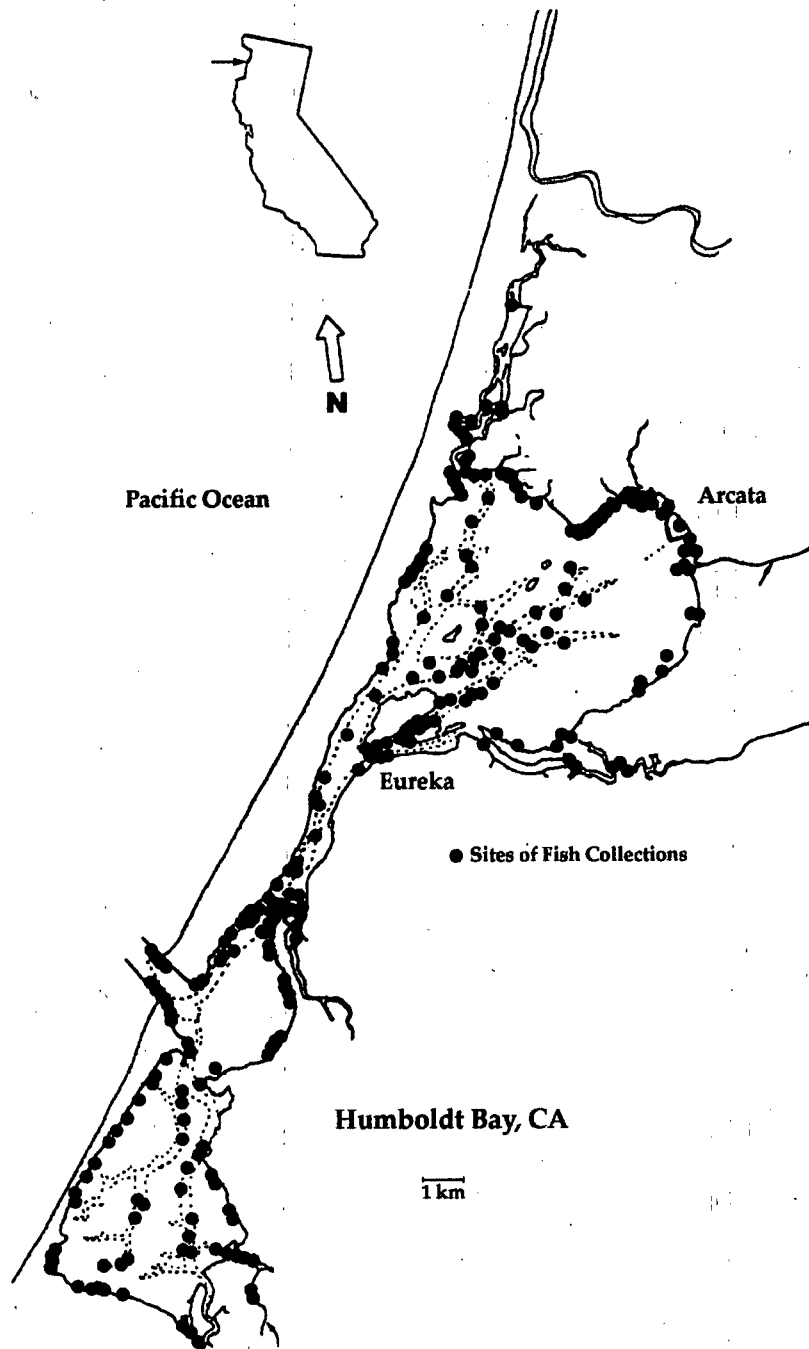 N
Pacific Ocean
Arcata
Eureka
Sites of Fish Collections
Humboldt Bay, CA
1 km